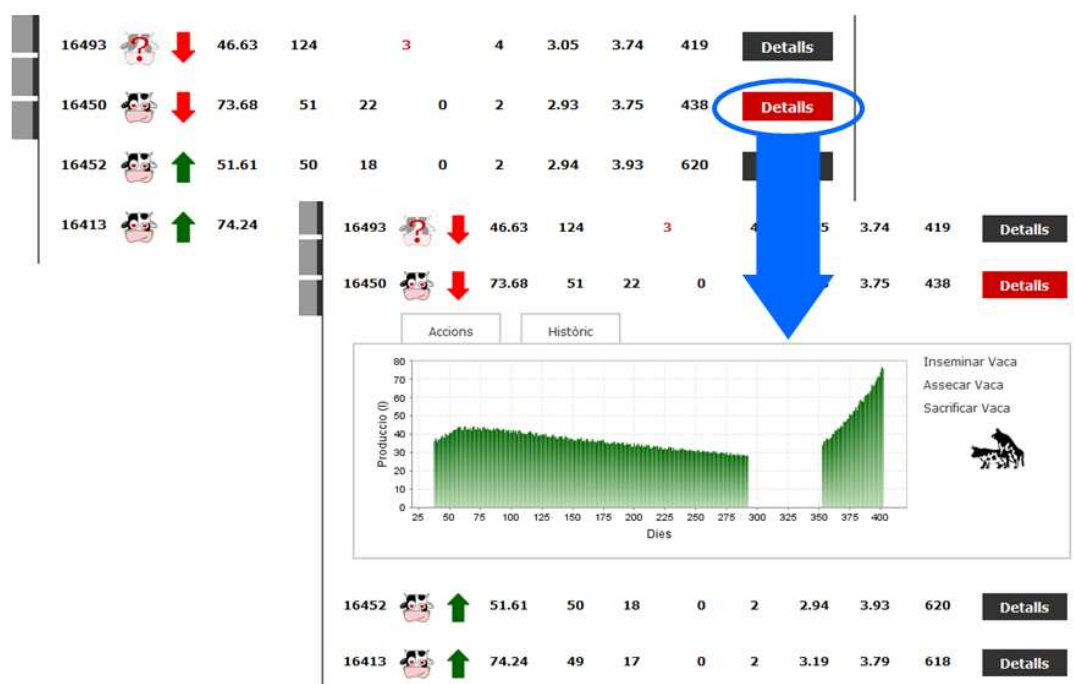 16493 ? 46.63 124 3 4 3.05 3.74 419 Detalls
16450 73.68 51 22 0 2 2.93 3.75 438 Detalls
16452 51.61 50 18 0 2 2.94 3.93 620
16413 74.24
16493 ? 46.63 124 3 4 5 3.74 419 Detalls
16450 73.68 51 22 0 3.75 438 Detalls
Accions Històric
Inseminar Vaca
Assecar Vaca
Sacrificar Vaca
Produccio (l)
80
70
60
50
40
30
20
10
0
25 50 75 100 125 150 175 200 225 250 275 300 325 350 375 400
Dies
16452 51.61 50 18 0 2 2.94 3.93 620 Detalls
16413 74.24 49 17 0 2 3.19 3.79 618 Detalls